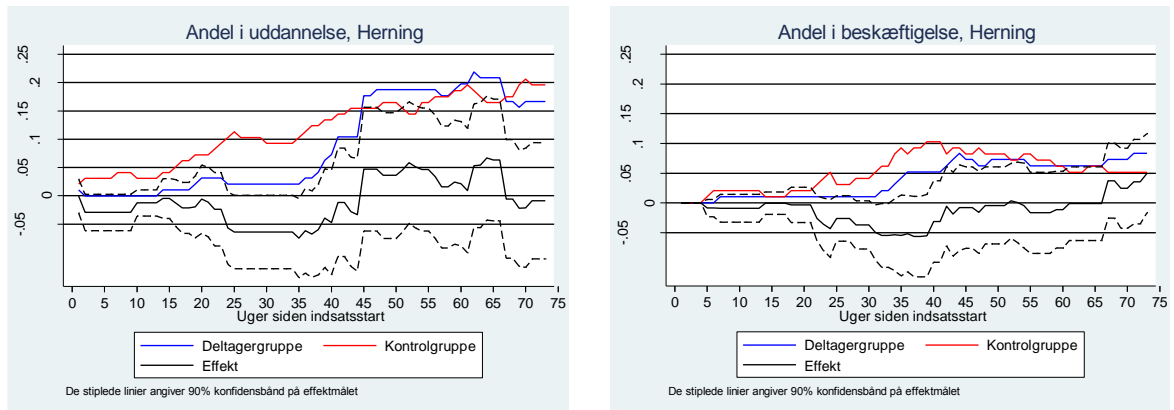 Andel i uddannelse, Herning
.25
.2
.15
.1
.05
0
-.05
0 5 10 15 20 25 30 35 40 45 50 55 60 65 70 75
Uger siden indsatsstart
Deltagergruppe Kontrolgruppe
Effekt
De stiplede linier angiver 90% konfidensbånd på effektmålet
Andel i beskæftigelse, Herning
.25
.2
.15
.1
.05
0
-.05
0 5 10 15 20 25 30 35 40 45 50 55 60 65 70 75
Uger siden indsatsstart
Deltagergruppe Kontrolgruppe
Effekt
De stiplede linier angiver 90% konfidensbånd på effektmålet